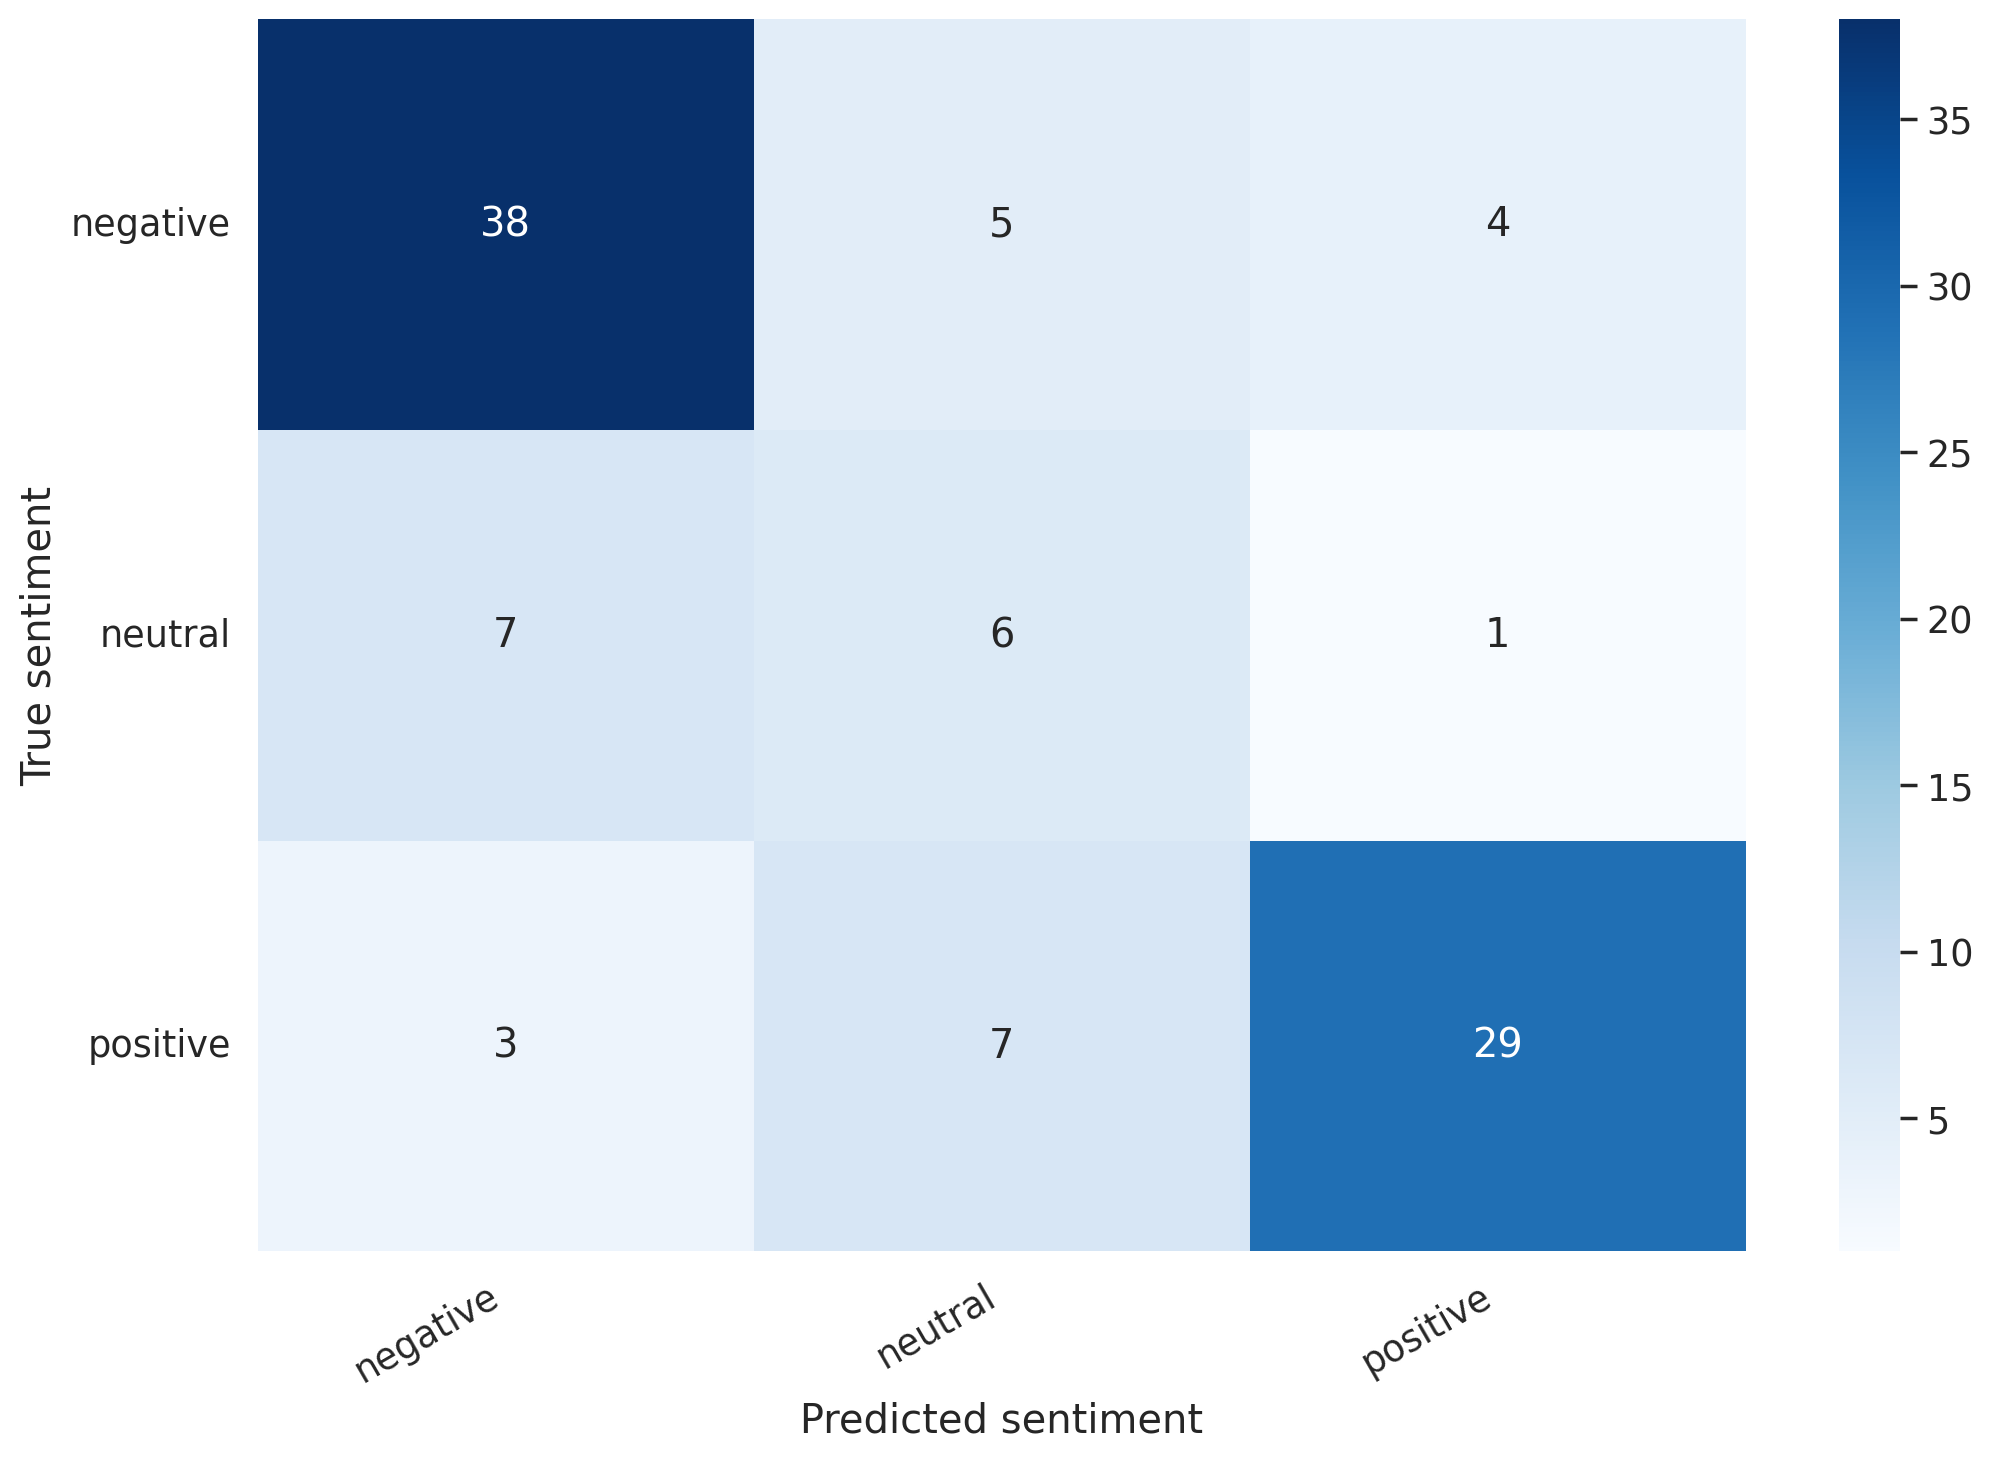 negative
38
5
4
neutral
7
6
1
positive
3
7
29
True sentiment
negative
neutral
positive
Predicted sentiment
35
30
25
20
15
10
5